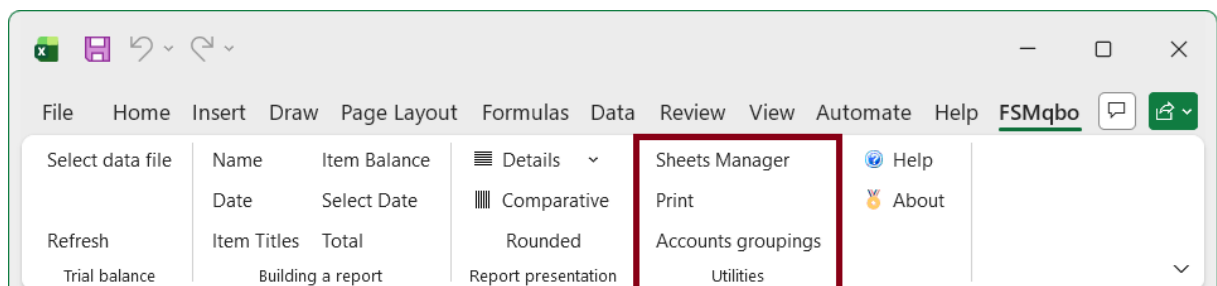 File Home Insert Draw Page Layout Formulas Data Review View Automate Help FSMqbo
Select data file Name Item Balance Details Sheets Manager Help
Date Select Date Comparative Print About
Refresh Item Titles Total Rounded Accounts groupings
Trial balance Building a report Report presentation Utilities